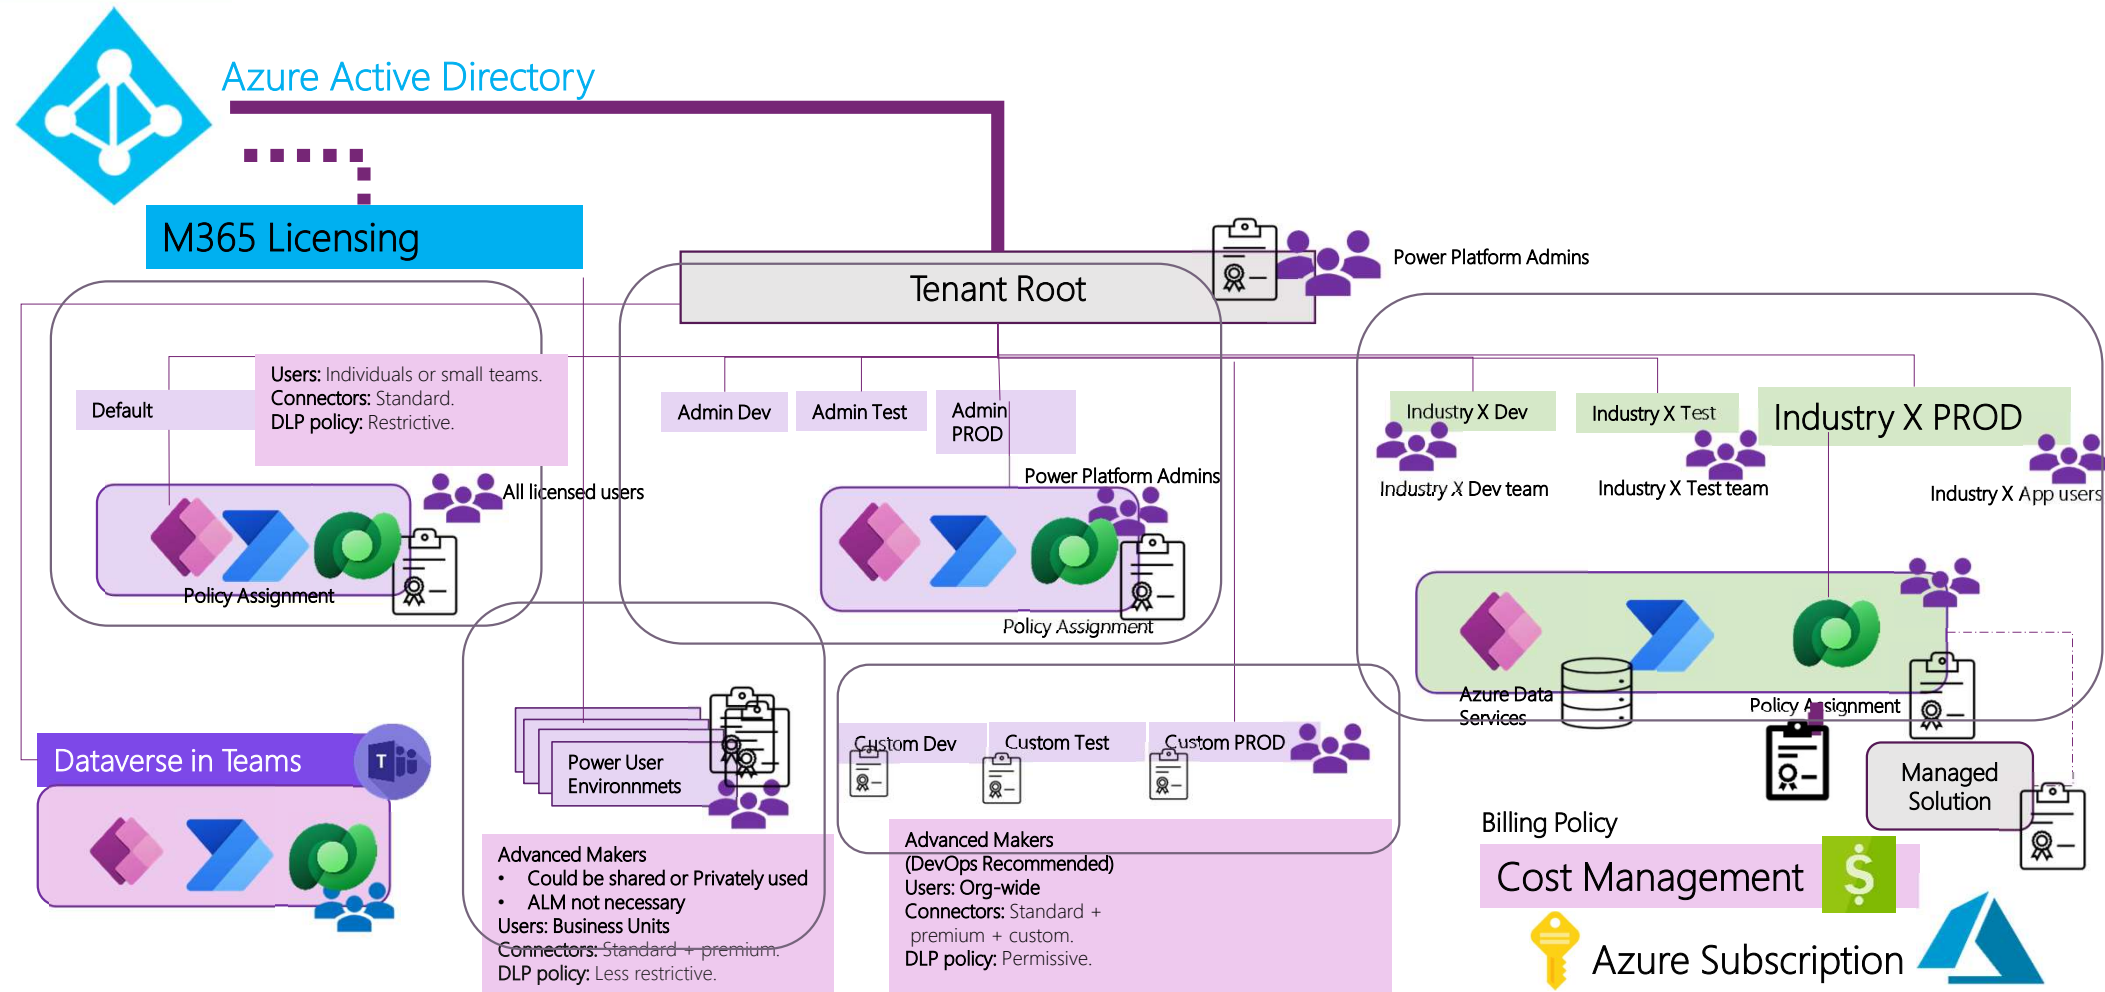 Azure Active Directory
M365 Licensing
Tenant Root
Power Platform Admins
Users: Individuals or small teams.
Connectors: Standard.
DLP policy: Restrictive.
Default
Admin Dev
Admin Test
Admin
PROD
Industry X Dev
Industry X Test
Industry X PROD
Power Platform Admins
All licensed users
Industry X Dev team
Industry X Test team
Industry X App users
Policy Assignment
Policy Assignment
Azure Data
Services
Policy Assignment
Dataverse in Teams
T
Power User
Environnmets
Custom Dev
Custom Test
Custom PROD
Managed
Solution
Advanced Makers
• Could be shared or Privately used
• ALM not necessary
Users: Business Units
Connectors: Standard + premium.
DLP policy: Less restrictive.
Advanced Makers
(DevOps Recommended)
Users: Org-wide
Connectors: Standard +
premium + custom.
DLP policy: Permissive.
Billing Policy
Cost Management
$
Azure Subscription